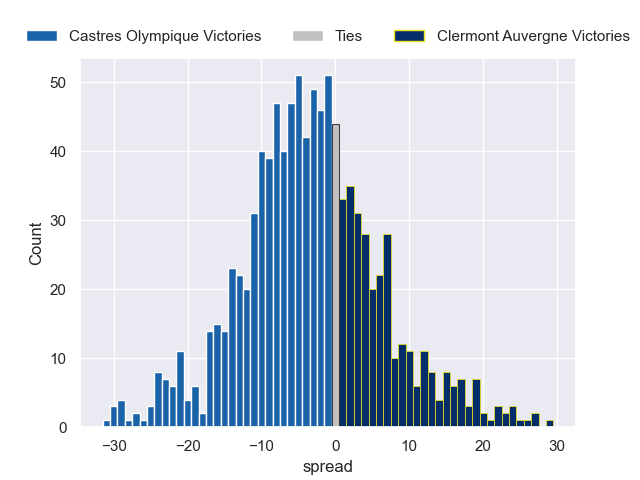 Castres Olympique Victories Ties Clermont Auvergne Victories
50
40
30
20
10
0
Count
−30 −20 −10 0 10 20 30
spread